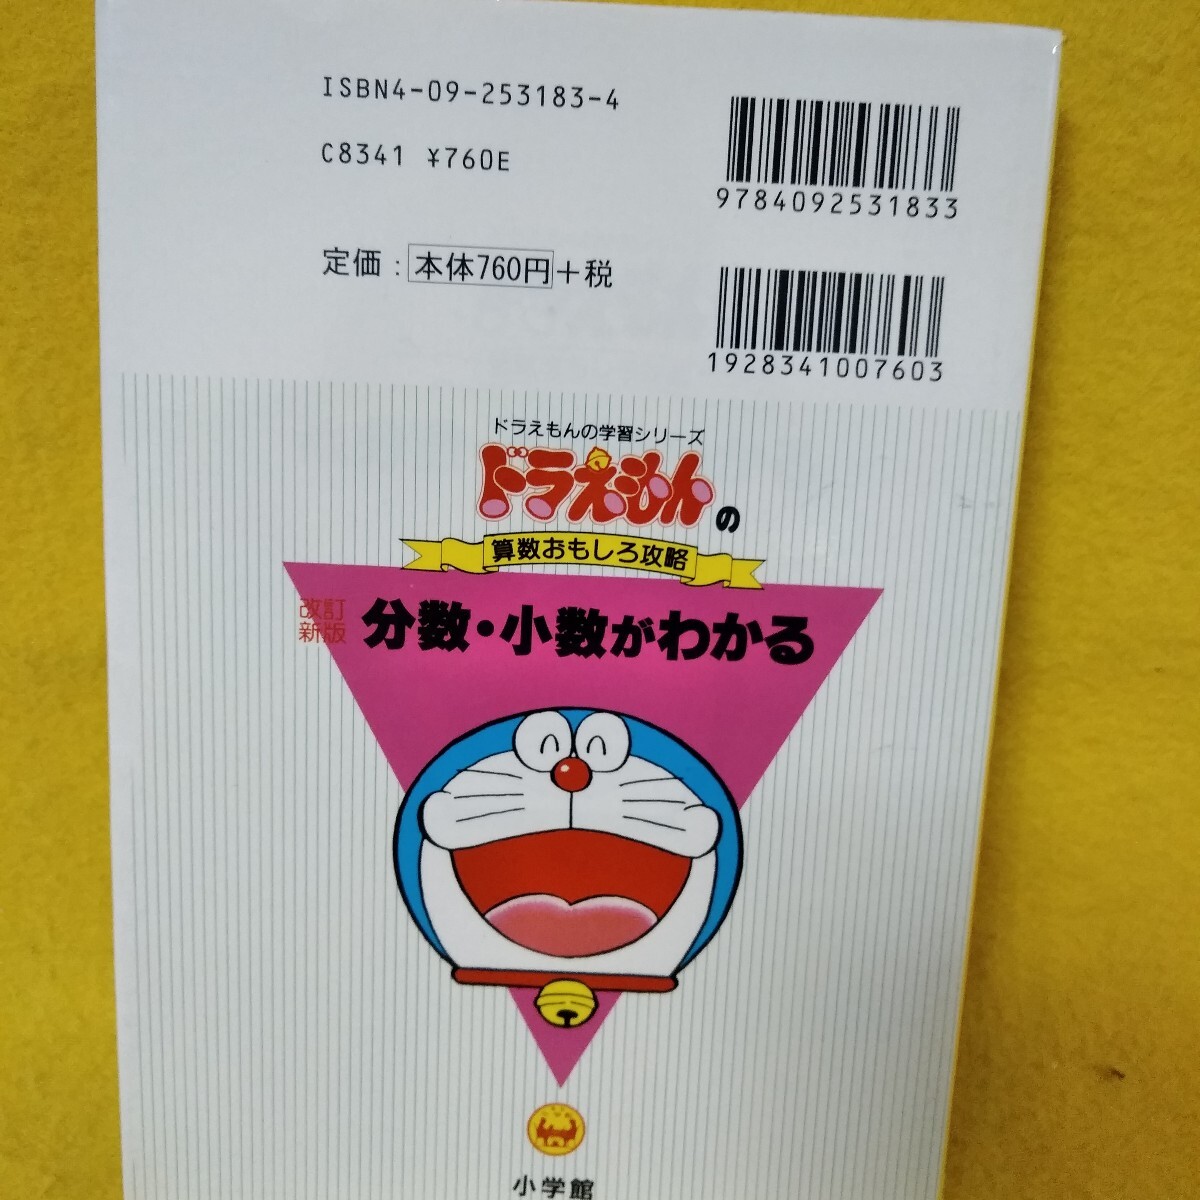 ISBN4-09-253183-4
C8341 ¥760E
定価：本体760円＋税
9784092531833
1928341007603
ドラえもんの学習シリーズ
ドラえもんの
算数おもしろ攻略
改訂
新版
分数・小数がわかる
小学館